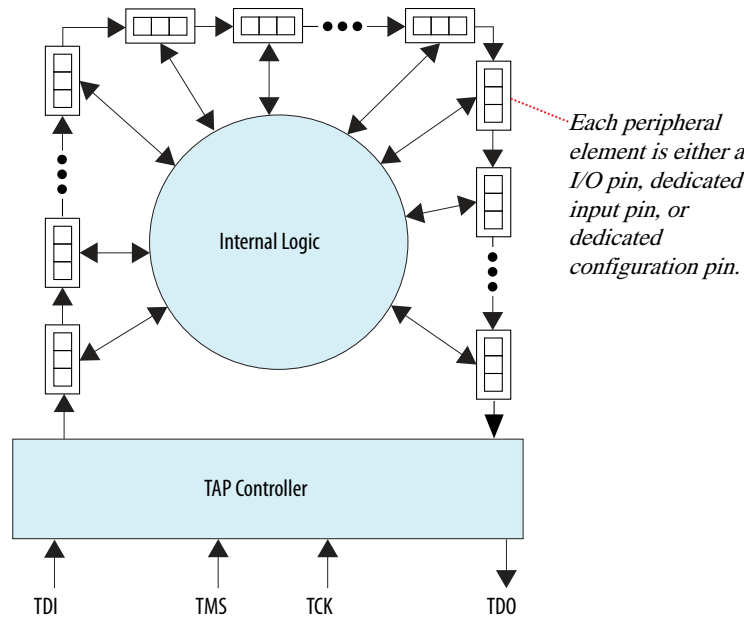 Each peripheral
element is either a
I/O pin, dedicated
input pin, or
dedicated
configuration pin.
Internal Logic
TAP Controller
TDI
TMS
TCK
TDO